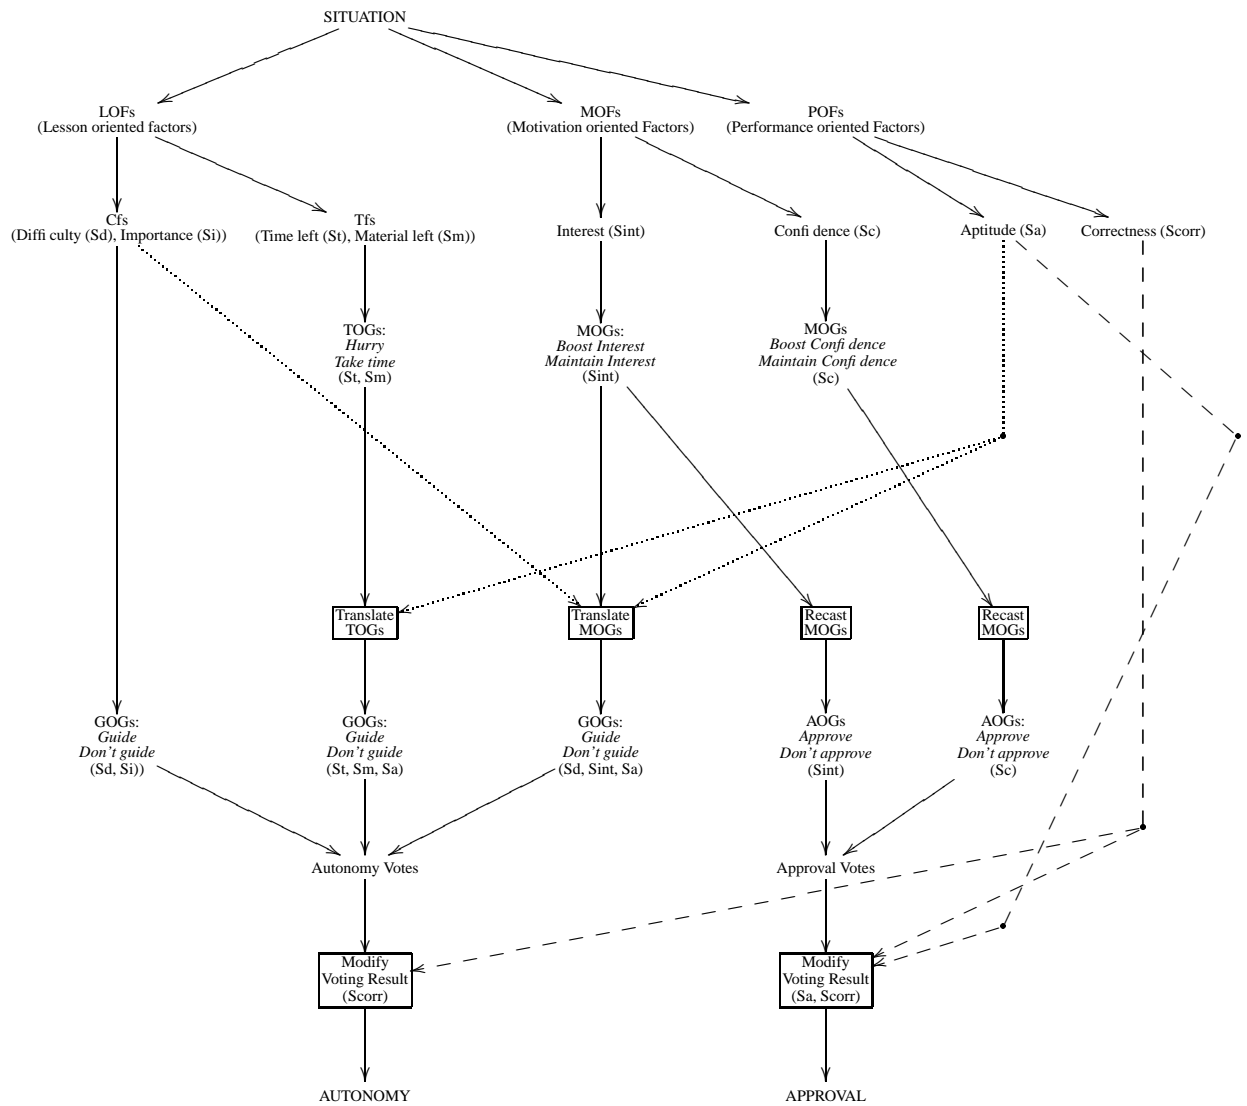 SITUATION
LOFs
(Lesson oriented factors)
MOFs
(Motivation oriented Factors)
POFs
(Performance oriented Factors)
Cfs
(Diffi culty (Sd), Importance (Si))
Tfs
(Time left (St), Material left (Sm))
Interest (Sint)
Confi dence (Sc)
Aptitude (Sa)
Correctness (Scorr)
TOGs:
Hurry
Take time
(St, Sm)
MOGs:
Boost Interest
Maintain Interest
(Sint)
MOGs
Boost Confi dence
Maintain Confi dence
(Sc)
Translate
TOGs
Translate
MOGs
Recast
MOGs
Recast
MOGs
GOGs:
Guide
Don't guide
(Sd, Si))
GOGs:
Guide
Don't guide
(St, Sm, Sa)
GOGs:
Guide
Don't guide
(Sd, Sint, Sa)
AOGs
Approve
Don't approve
(Sint)
AOGs:
Approve
Don't approve
(Sc)
Autonomy Votes
Approval Votes
Modify
Voting Result
(Scorr)
Modify
Voting Result
(Sa, Scorr)
AUTONOMY
APPROVAL